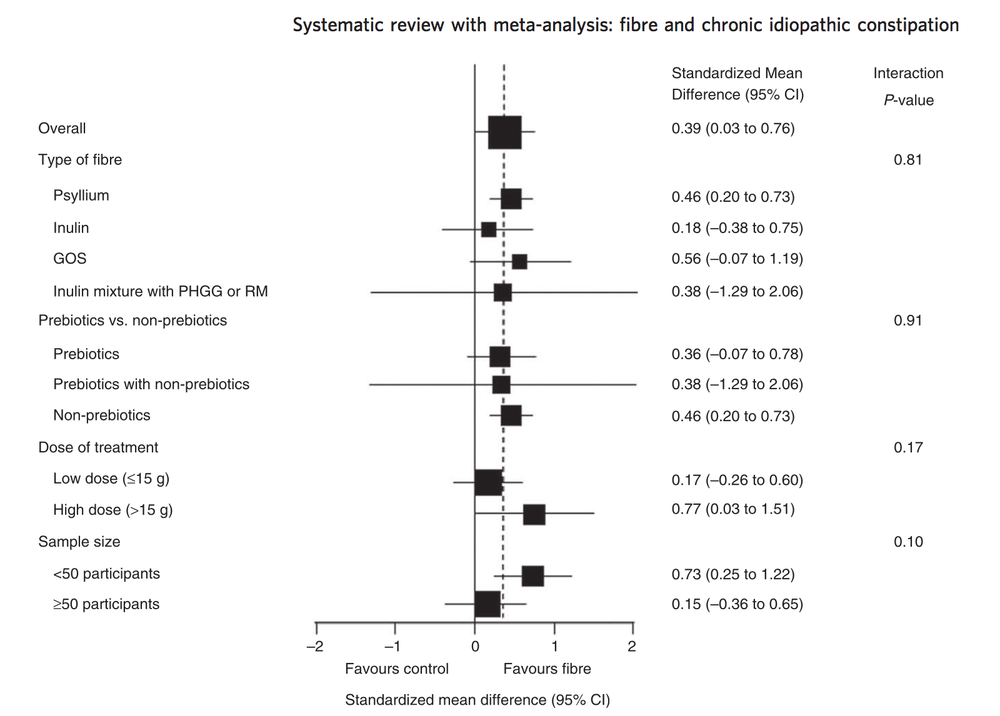 Systematic review with meta-analysis: fibre and chronic idiopathic constipation
Standardized Mean Interaction
Difference (95% CI) P-value
Overall 0.39 (0.03 to 0.76)
Type of fibre 0.81
Psyllium 0.46 (0.20 to 0.73)
Inulin 0.18 (–0.38 to 0.75)
GOS 0.56 (–0.07 to 1.19)
Inulin mixture with PHGG or RM 0.38 (–1.29 to 2.06)
Prebiotics vs. non-prebiotics 0.91
Prebiotics 0.36 (–0.07 to 0.78)
Prebiotics with non-prebiotics 0.38 (–1.29 to 2.06)
Non-prebiotics 0.46 (0.20 to 0.73)
Dose of treatment 0.17
Low dose (≤15 g) 0.17 (–0.26 to 0.60)
High dose (>15 g) 0.77 (0.03 to 1.51)
Sample size 0.10
<50 participants 0.73 (0.25 to 1.22)
≥50 participants 0.15 (–0.36 to 0.65)
–2 –1 0 1 2
Favours control Favours fibre
Standardized mean difference (95% CI)